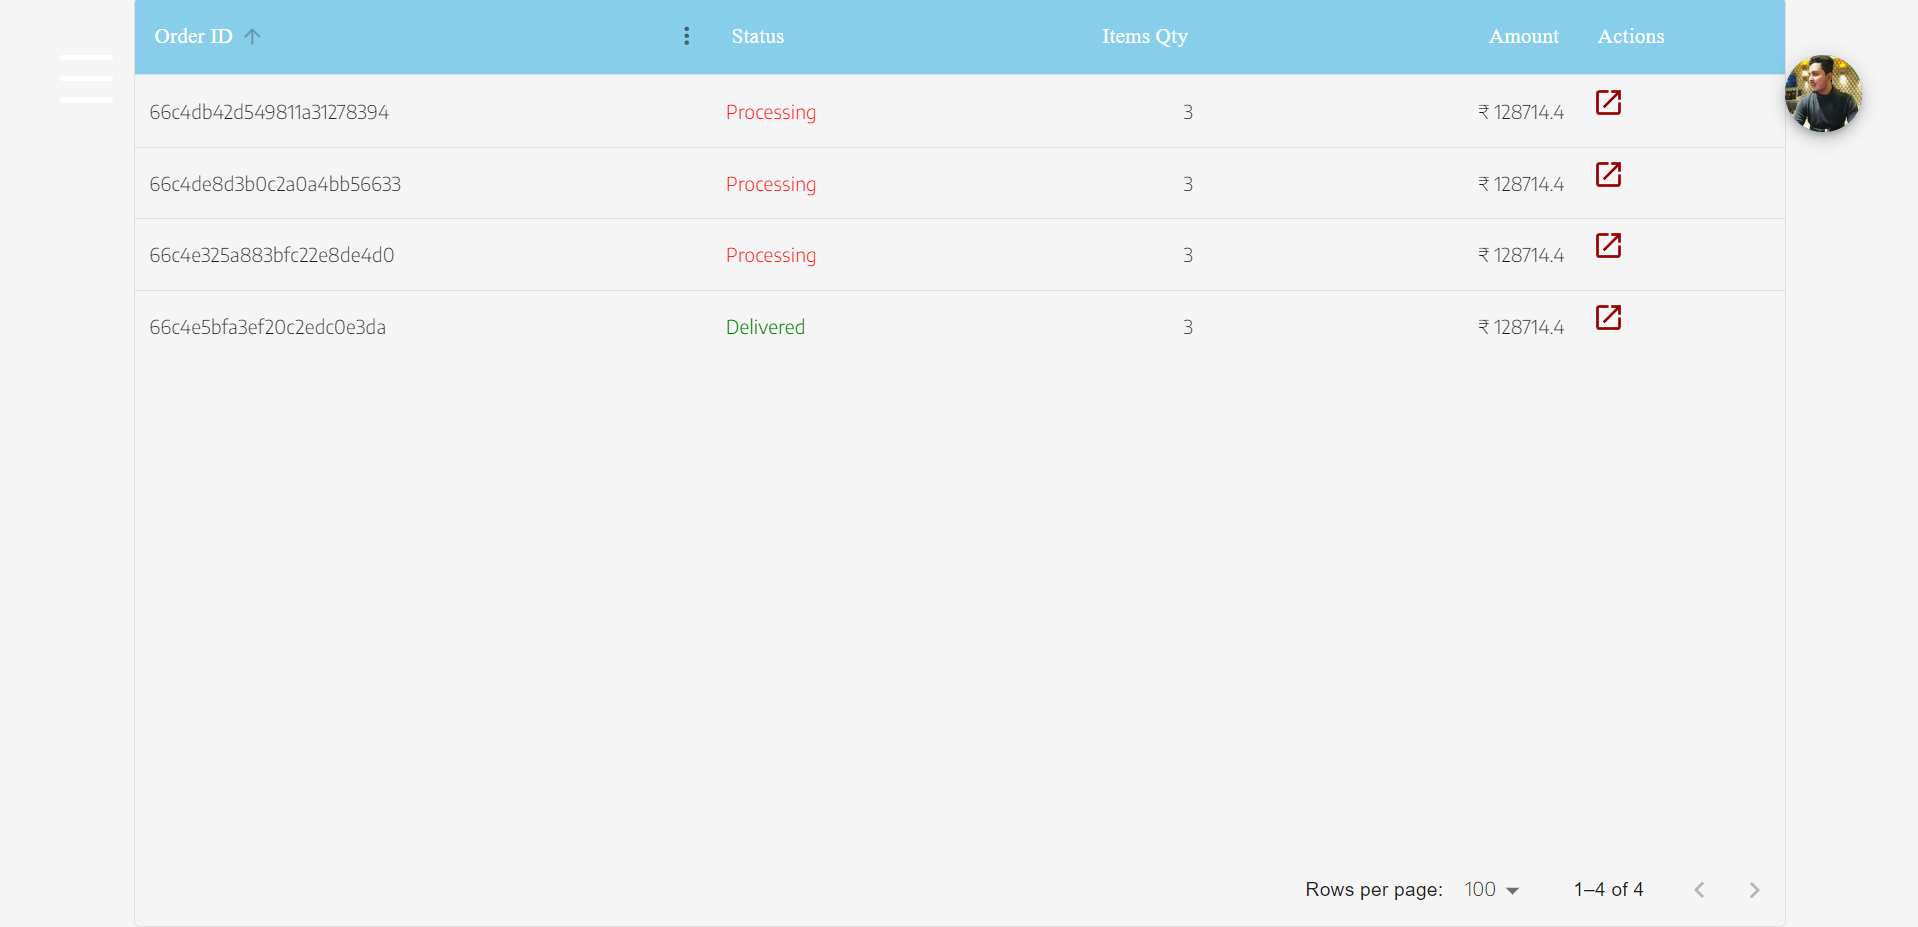 Order ID Status Items Qty Amount Actions
66c4db42d549811a31278394 Processing 3 ₹ 128714.4
66c4de8d3b0c2a0a4bb56633 Processing 3 ₹ 128714.4
66c4e325a883bfc22e8de4d0 Processing 3 ₹ 128714.4
66c4e5bfa3ef20c2edc0e3da Delivered 3 ₹ 128714.4
Rows per page: 100 1–4 of 4